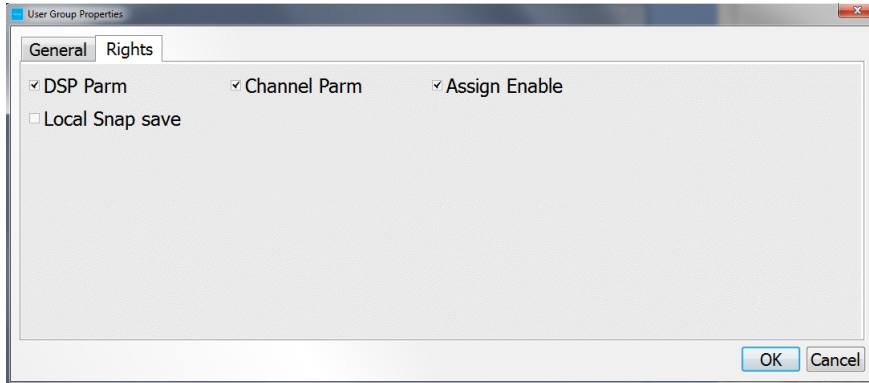 User Group Properties
General Rights
DSP Parm Channel Parm Assign Enable
Local Snap save
OK Cancel